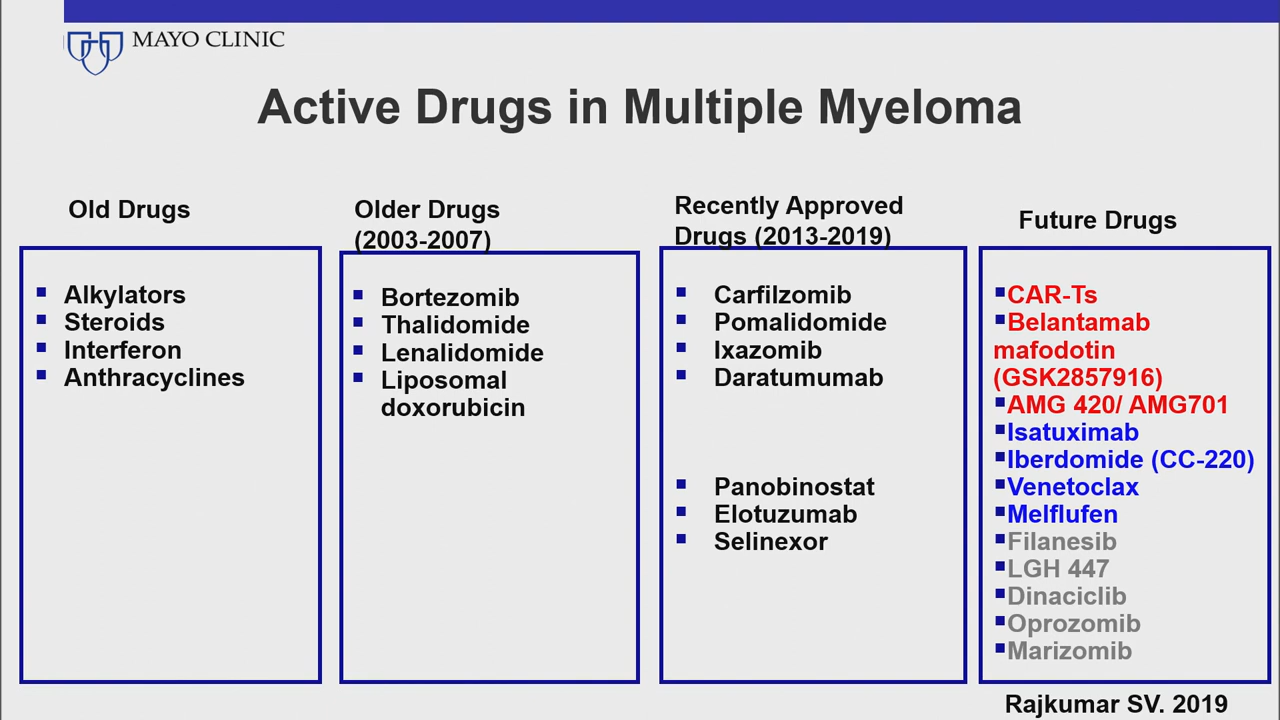 MAYO CLINIC
Active Drugs in Multiple Myeloma
Old Drugs
Alkylators
Steroids
Interferon
Anthracyclines
Older Drugs
(2003-2007)
Bortezomib
Thalidomide
Lenalidomide
Liposomal
doxorubicin
Recently Approved
Drugs (2013-2019)
Carfilzomib
Pomalidomide
Ixazomib
Daratumumab
Panobinostat
Elotuzumab
Selinexor
Future Drugs
CAR-Ts
Belantamab
mafodotin
(GSK2857916)
AMG 420/ AMG701
Isatuximab
Iberdomide (CC-220)
Venetoclax
Melflufen
Filanesib
LGH 447
Dinaciclib
Oprozomib
Marizomib
Rajkumar SV. 2019